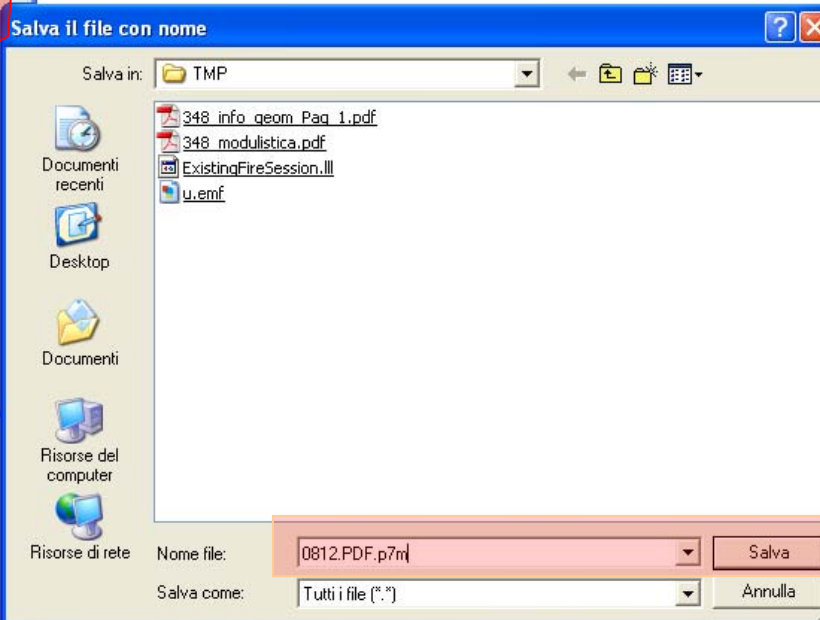 Salva il file con nome
Salva in: TMP
348_info_geom_Pag_1.pdf
348_modulistica.pdf
ExistingFireSession.lll
u.emf
Documenti
recenti
Desktop
Documenti
Risorse del
computer
Risorse di rete
Nome file: 0812.PDF.p7m Salva
Salva come: Tutti i file (*.*) Annulla